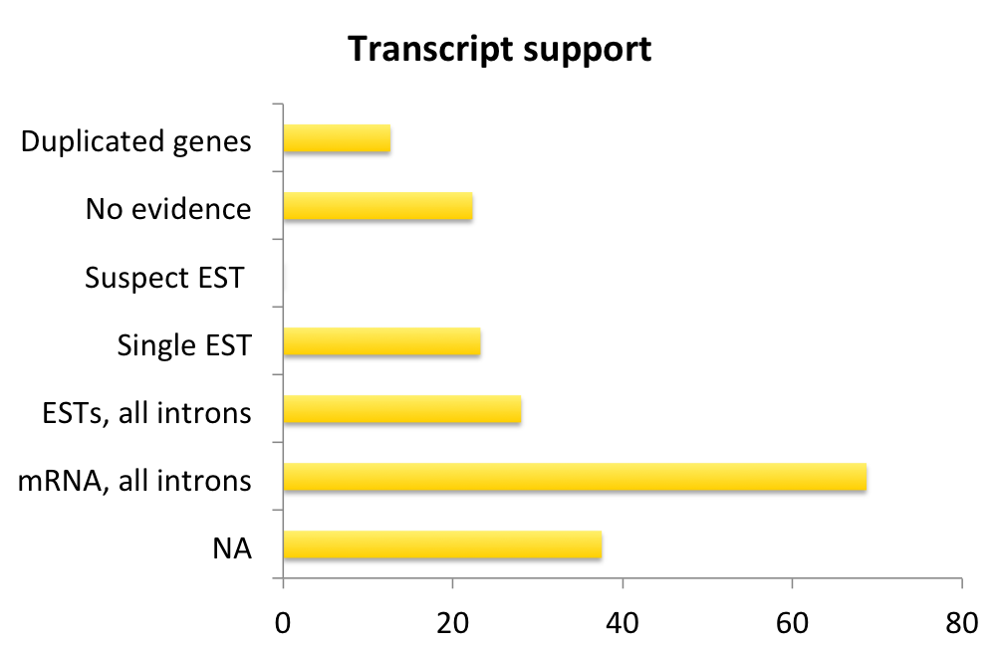 Transcript support
Duplicated genes
No evidence
Suspect EST
Single EST
ESTs, all introns
mRNA, all introns
NA
0 20 40 60 80